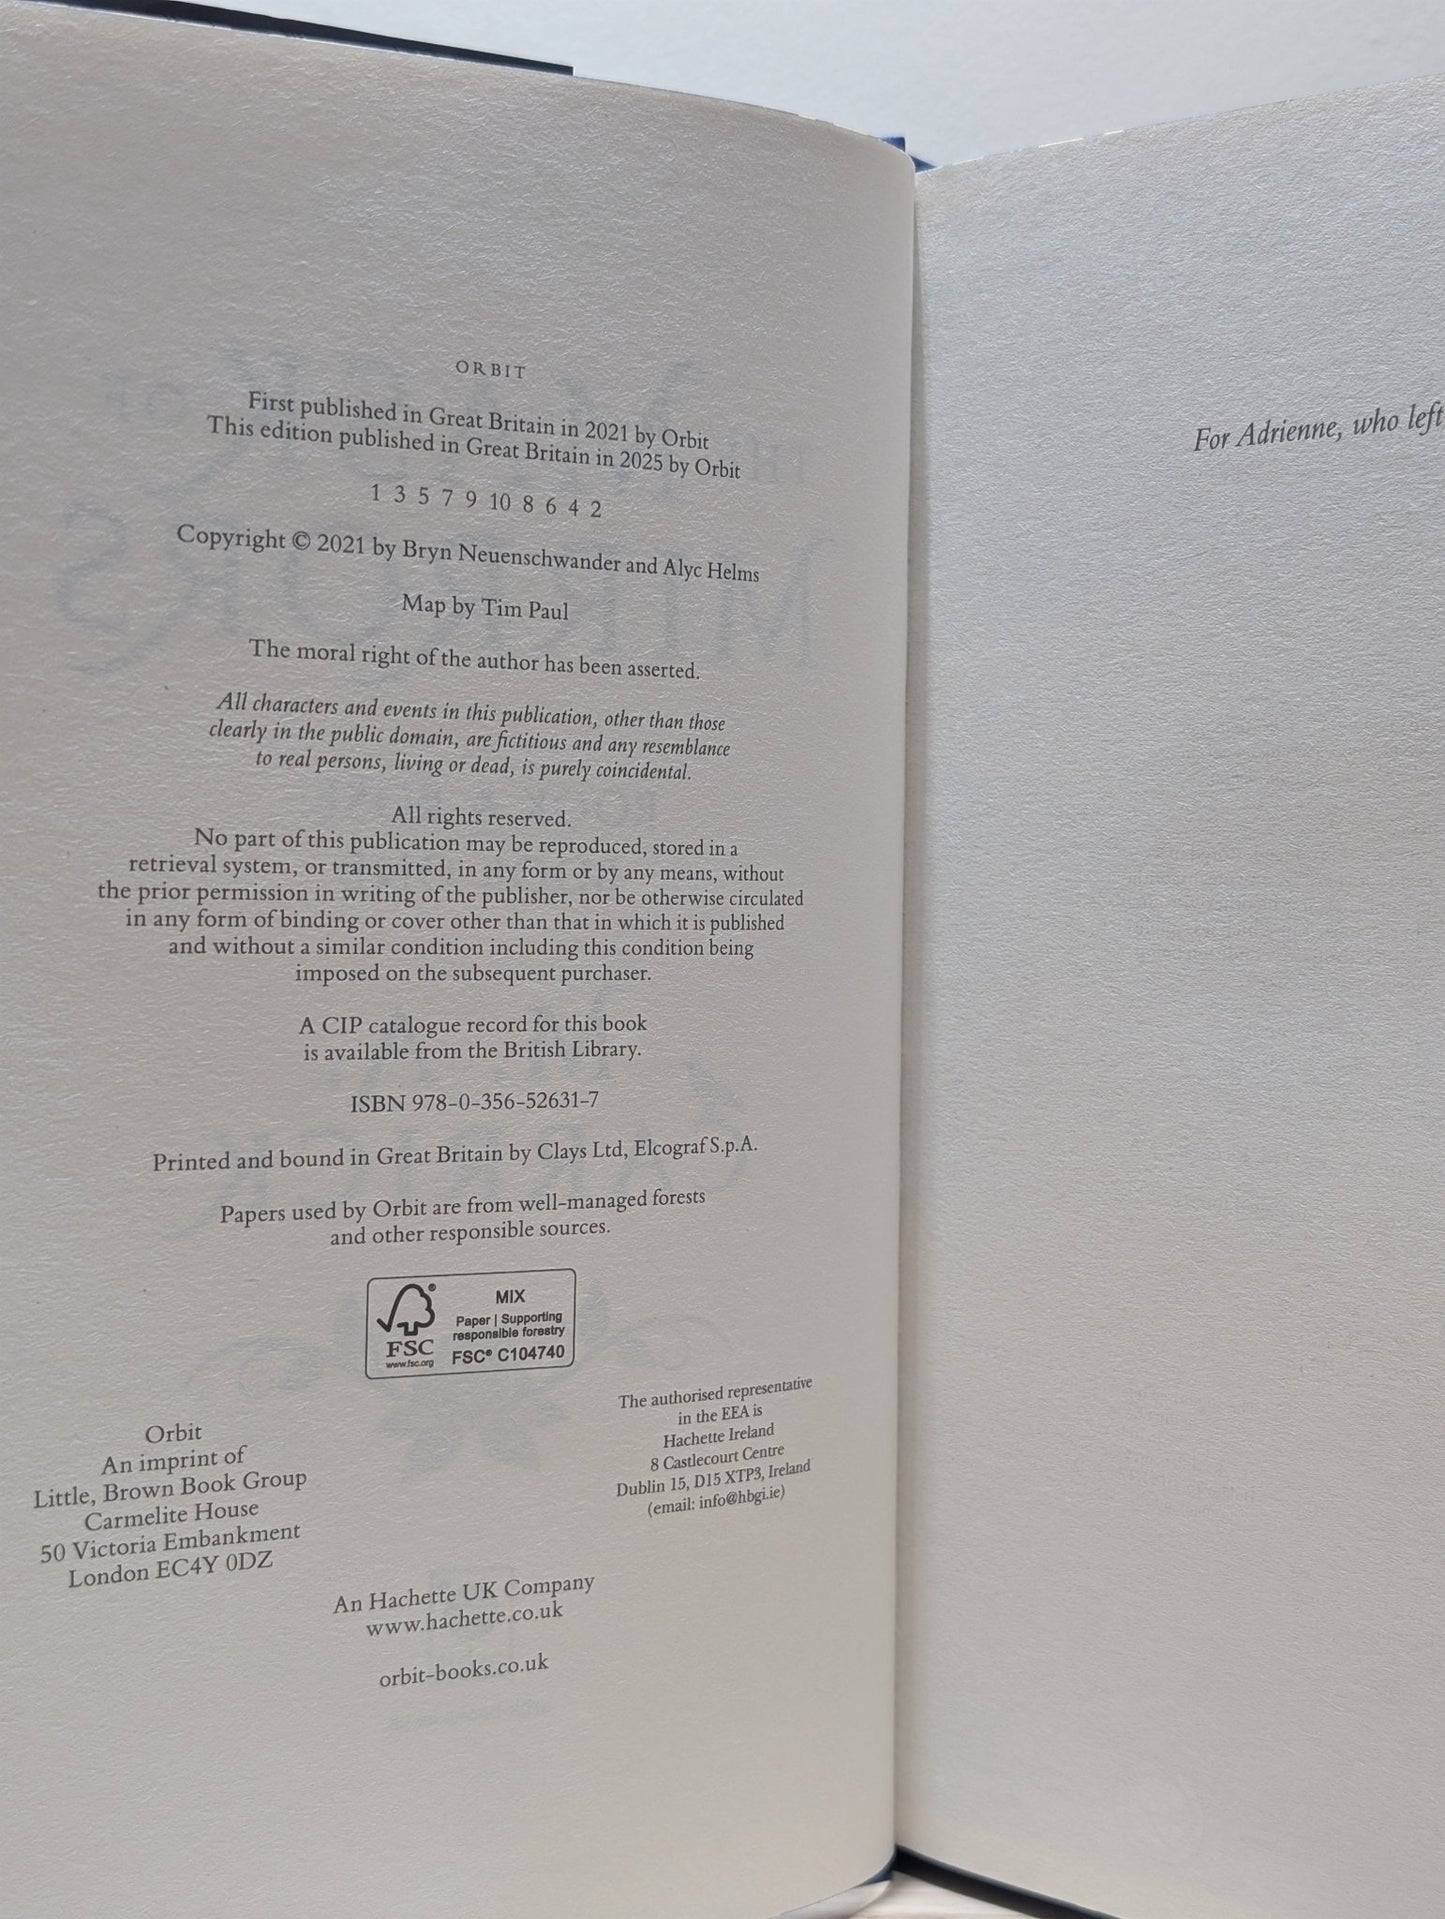 ORBIT
First published in Great Britain in 2021 by Orbit
This edition published in Great Britain in 2025 by Orbit
1 3 5 7 9 10 8 6 4 2
Copyright © 2021 by Bryn Neuenschwander and Alyc Helms
Map by Tim Paul
The moral right of the author has been asserted.
All characters and events in this publication, other than those
clearly in the public domain, are fictitious and any resemblance
to real persons, living or dead, is purely coincidental.
All rights reserved.
No part of this publication may be reproduced, stored in a
retrieval system, or transmitted, in any form or by any means, without
the prior permission in writing of the publisher, nor be otherwise circulated
in any form of binding or cover other than that in which it is published
and without a similar condition including this condition being
imposed on the subsequent purchaser.
A CIP catalogue record for this book
is available from the British Library.
ISBN 978-0-356-52631-7
Printed and bound in Great Britain by Clays Ltd, Elcograf S.p.A.
Papers used by Orbit are from well-managed forests
and other responsible sources.
FSC
www.fsc.org
MIX
Paper | Supporting
responsible forestry
FSC® C104740
Orbit
An imprint of
Little, Brown Book Group
Carmelite House
50 Victoria Embankment
London EC4Y 0DZ
The authorised representative
in the EEA is
Hachette Ireland
8 Castlecourt Centre
Dublin 15, D15 XTP3, Ireland
(email: info@hbgi.ie)
An Hachette UK Company
www.hachette.co.uk
orbit-books.co.uk
For Adrienne, who left